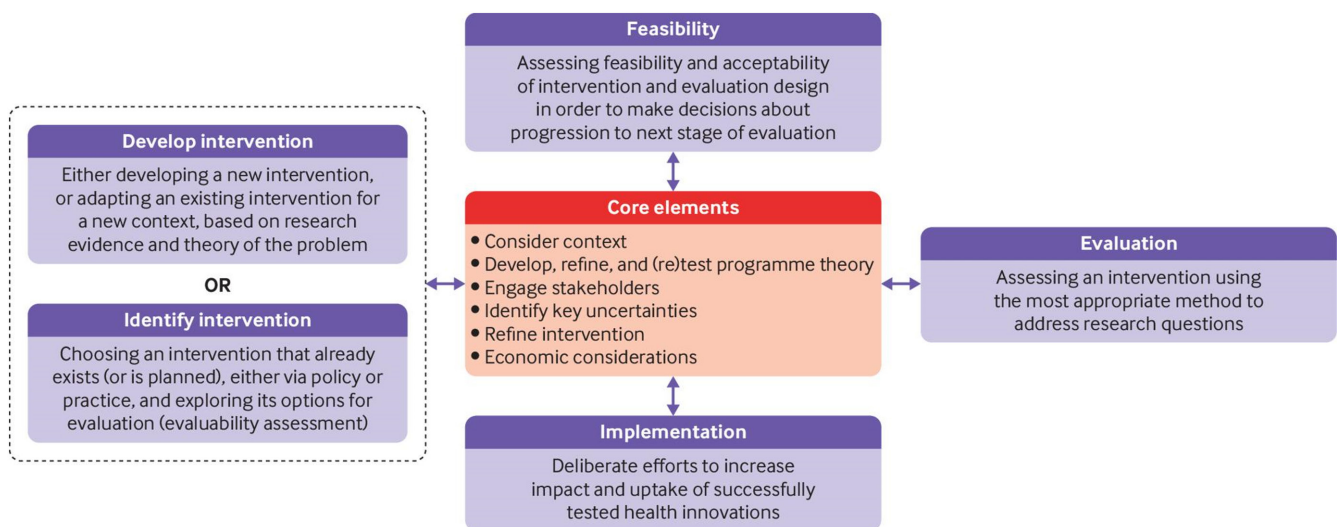 Feasibility
Assessing feasibility and acceptability
of intervention and evaluation design
in order to make decisions about
progression to next stage of evaluation
Develop intervention
Either developing a new intervention,
or adapting an existing intervention for
a new context, based on research
evidence and theory of the problem
OR
Identify intervention
Choosing an intervention that already
exists (or is planned), either via policy or
practice, and exploring its options for
evaluation (evaluability assessment)
Core elements
• Consider context
• Develop, refine, and (re)test programme theory
• Engage stakeholders
• Identify key uncertainties
• Refine intervention
• Economic considerations
Evaluation
Assessing an intervention using
the most appropriate method to
address research questions
Implementation
Deliberate efforts to increase
impact and uptake of successfully
tested health innovations